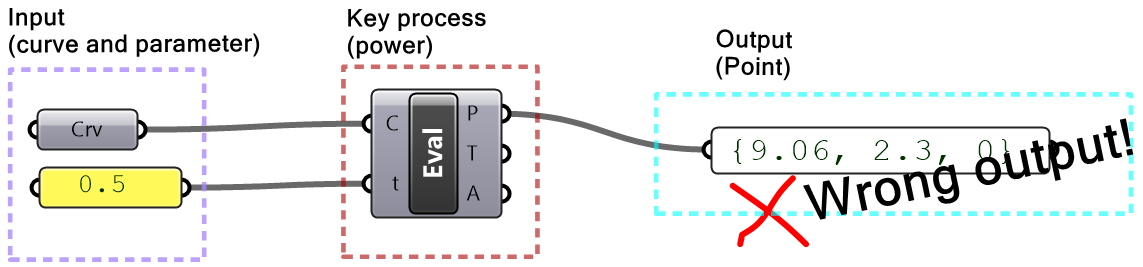 Input
(curve and parameter)
Key process
(power)
Output
(Point)
Crv
0.5
C
t
Eval
P
T
A
{9.06, 2.3, 0}
Wrong output!